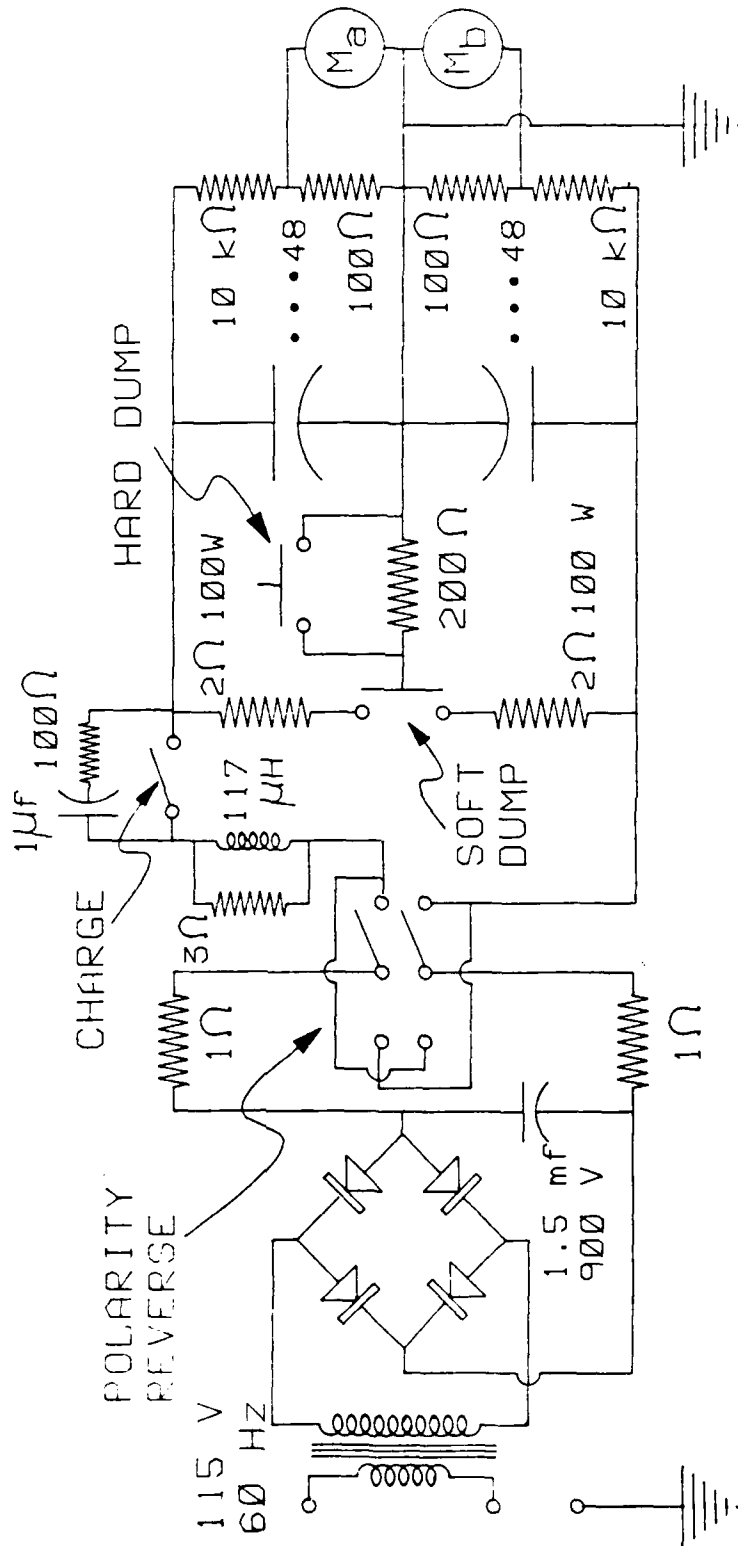 115 V
60 Hz
POLARITY
REVERSE
CHARGE
1µf
100Ω
HARD DUMP
1Ω
3Ω
117
µH
2Ω 100W
10 kΩ
• • • 48
100Ω
Ma
200 Ω
SOFT
DUMP
Mb
100Ω
• • • 48
10 kΩ
2Ω 100 W
1.5 mf
900 V
1Ω